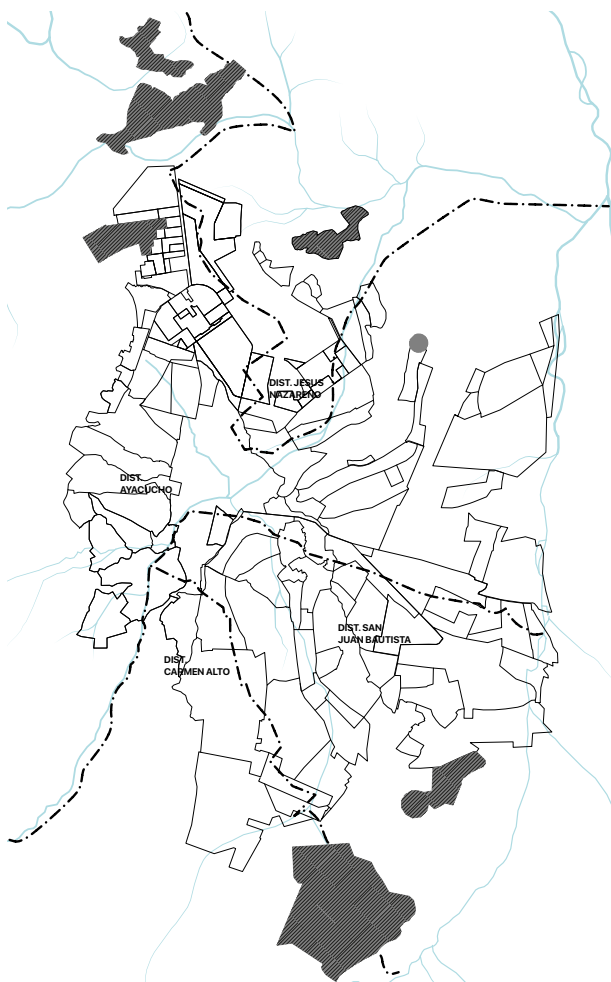 DIST. JESUS
NAZARENO
DIST.
AYACUCHO
DIST. SAN
JUAN BAUTISTA
DIST.
CARMEN ALTO